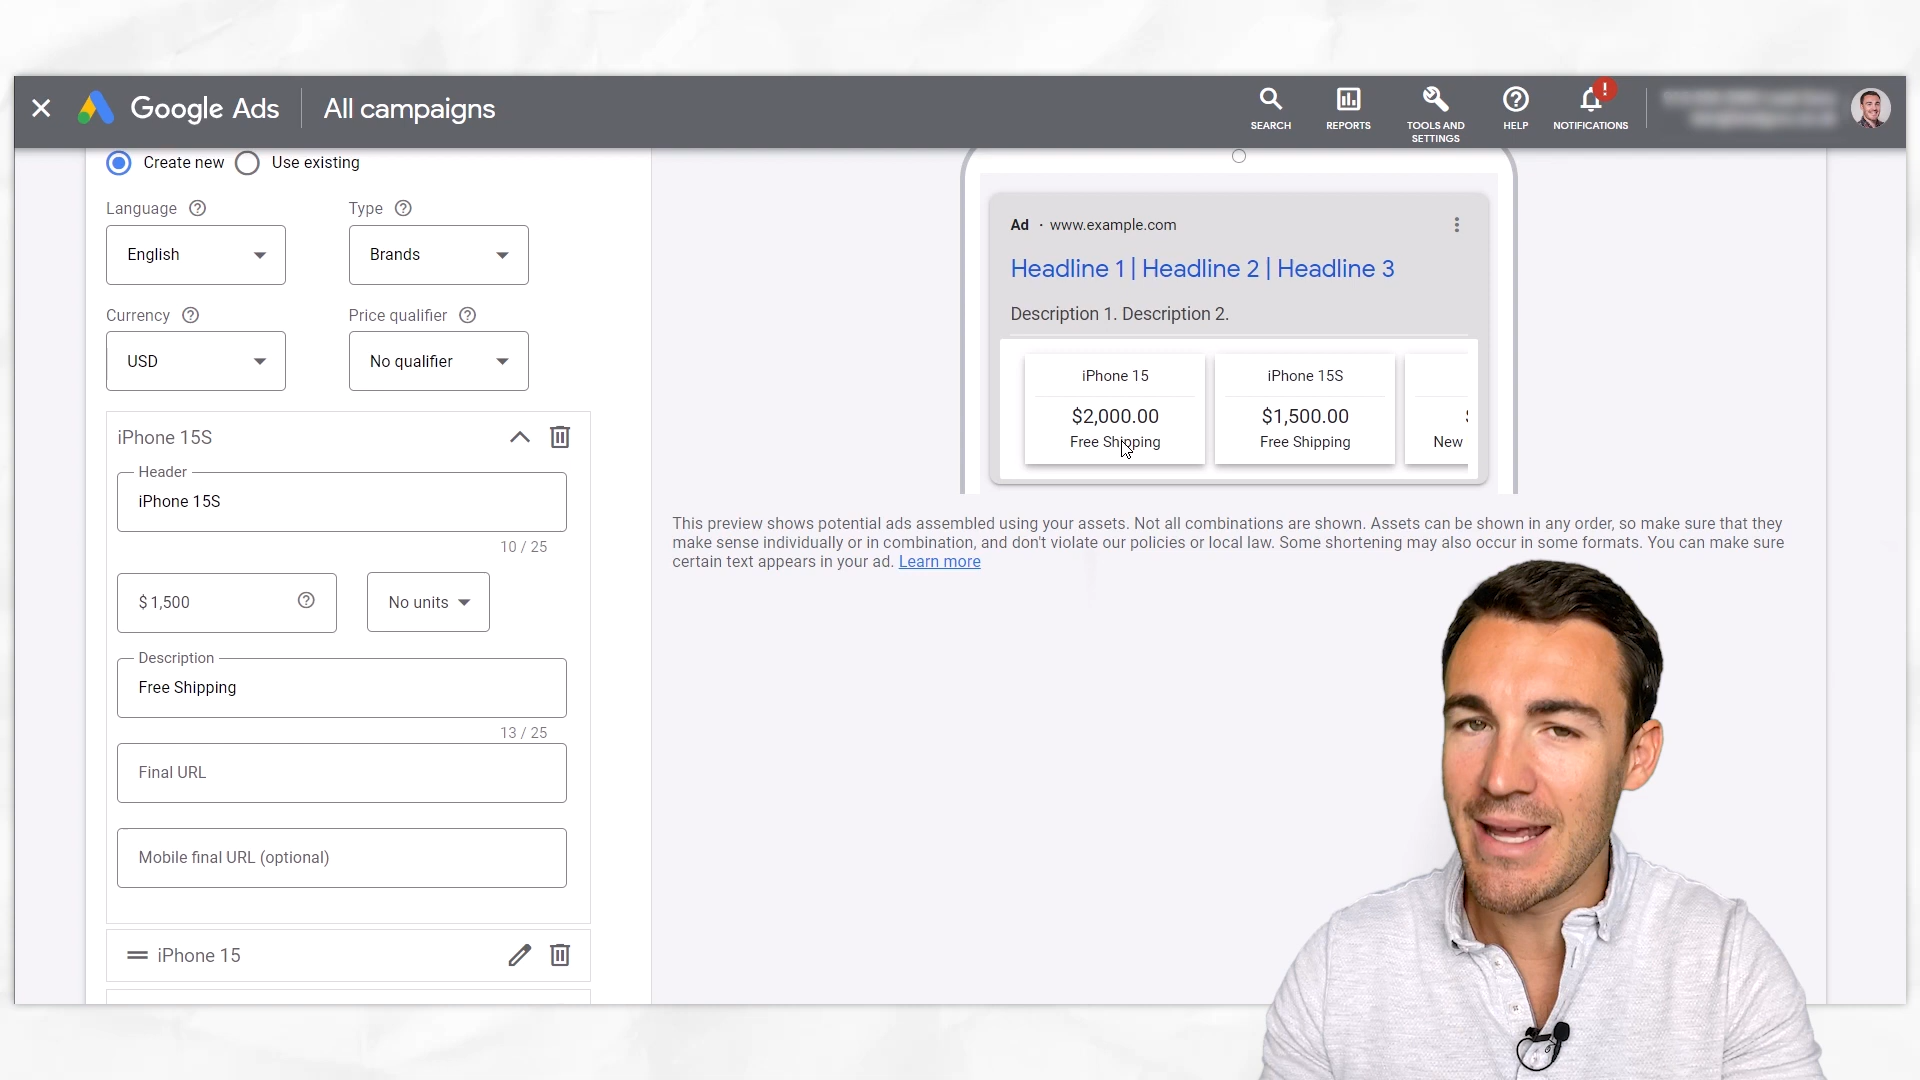 Google Ads
All campaigns
SEARCH
REPORTS
TOOLS AND
SETTINGS
HELP
NOTIFICATIONS
!
Create new
Use existing
Language
Type
English
Brands
Currency
Price qualifier
USD
No qualifier
iPhone 15S
Header
iPhone 15S
10 / 25
$ 1,500
No units
Description
Free Shipping
13 / 25
Final URL
Mobile final URL (optional)
iPhone 15
Ad · www.example.com
Headline 1 | Headline 2 | Headline 3
Description 1. Description 2.
iPhone 15
$2,000.00
Free Shipping
iPhone 15S
$1,500.00
Free Shipping
New
This preview shows potential ads assembled using your assets. Not all combinations are shown. Assets can be shown in any order, so make sure that they
make sense individually or in combination, and don't violate our policies or local law. Some shortening may also occur in some formats. You can make sure
certain text appears in your ad. Learn more